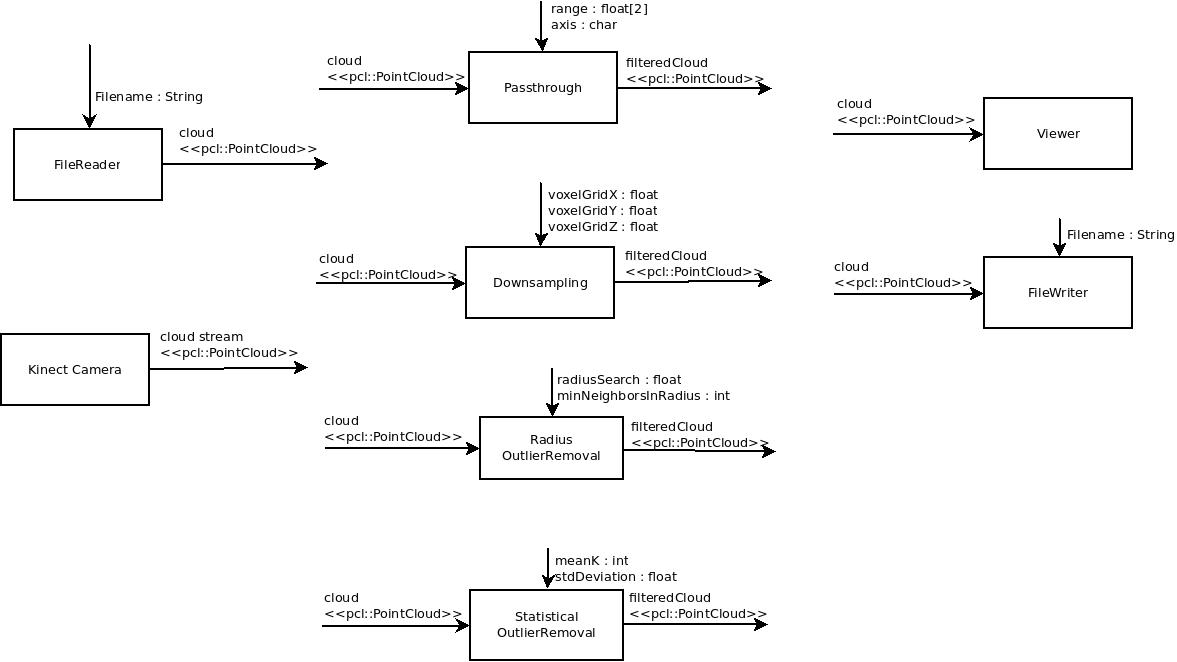 Filename : String
FileReader
cloud
<<pcl::PointCloud>>
Kinect Camera
cloud stream
<<pcl::PointCloud>>
range : float[2]
axis : char
cloud
<<pcl::PointCloud>>
Passthrough
filteredCloud
<<pcl::PointCloud>>
voxelGridX : float
voxelGridY : float
voxelGridZ : float
cloud
<<pcl::PointCloud>>
Downsampling
filteredCloud
<<pcl::PointCloud>>
radiusSearch : float
minNeighborsInRadius : int
cloud
<<pcl::PointCloud>>
Radius
OutlierRemoval
filteredCloud
<<pcl::PointCloud>>
meanK : int
stdDeviation : float
cloud
<<pcl::PointCloud>>
Statistical
OutlierRemoval
filteredCloud
<<pcl::PointCloud>>
cloud
<<pcl::PointCloud>>
Viewer
Filename : String
cloud
<<pcl::PointCloud>>
FileWriter